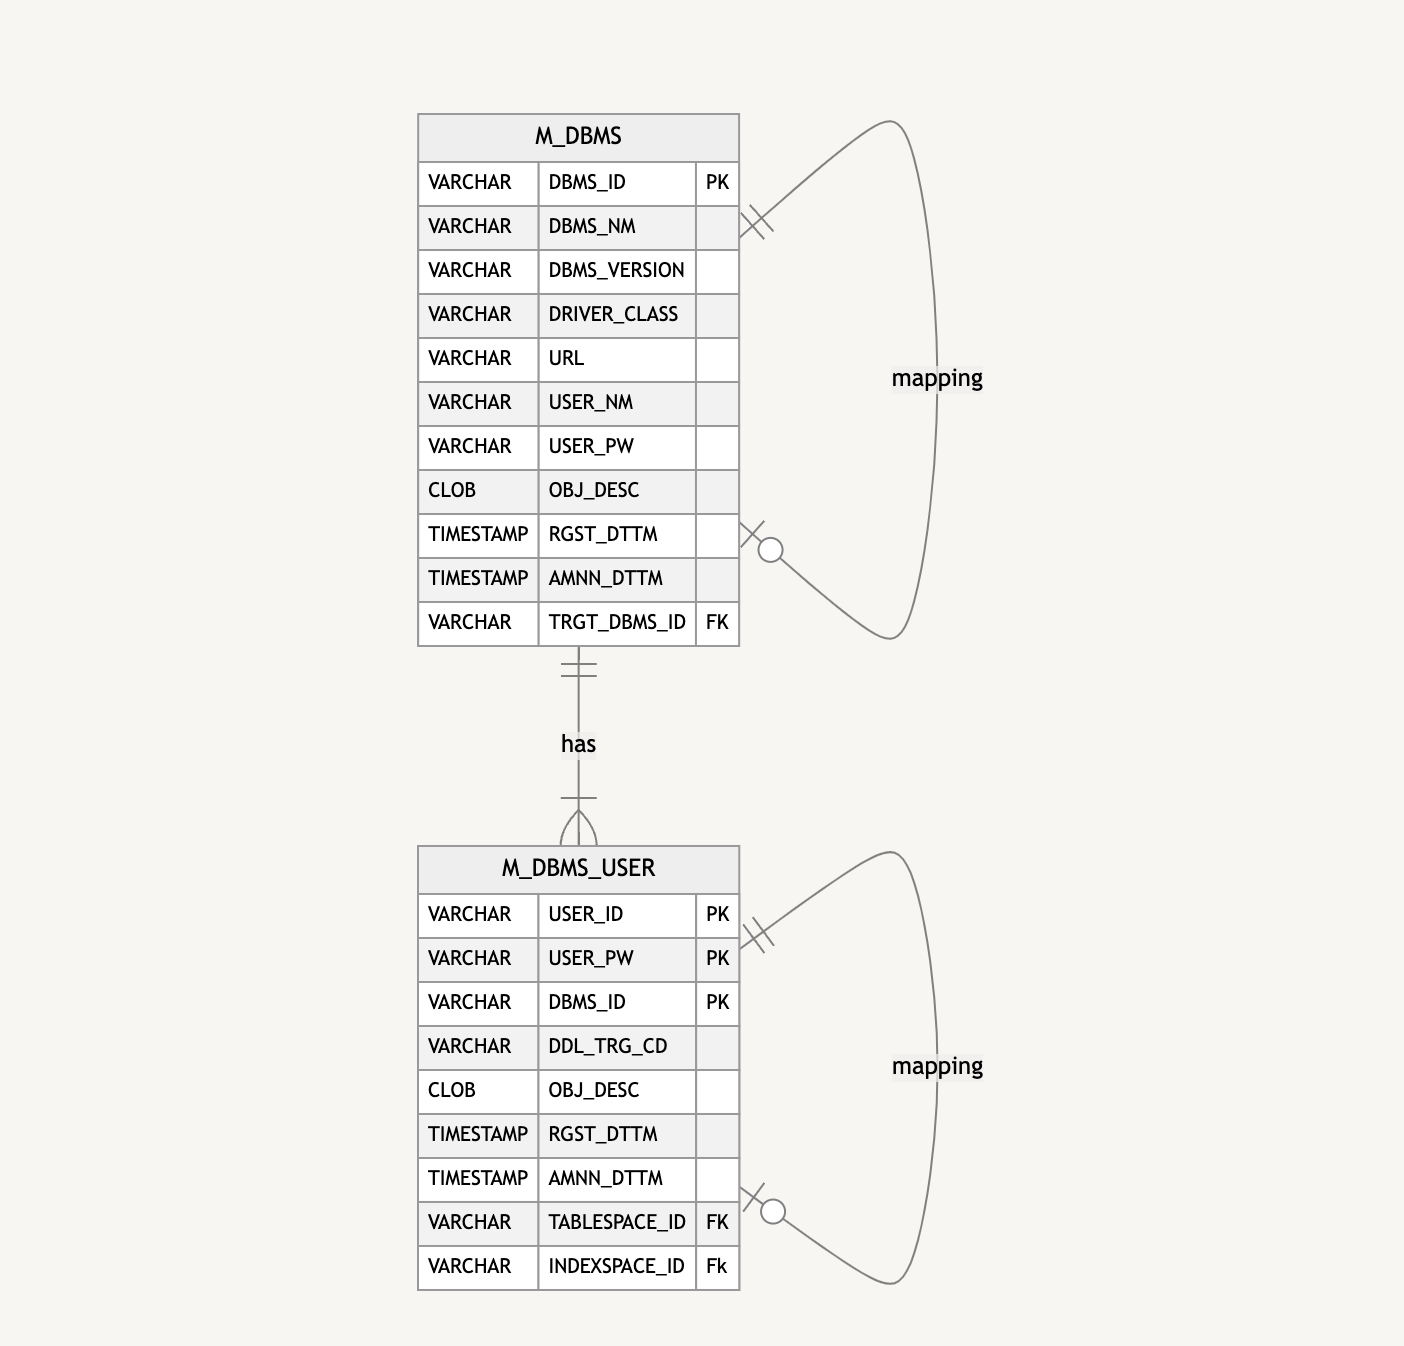 M_DBMS
VARCHAR DBMS_ID PK
VARCHAR DBMS_NM
VARCHAR DBMS_VERSION
VARCHAR DRIVER_CLASS
VARCHAR URL
mapping
VARCHAR USER_NM
VARCHAR USER_PW
CLOB OBJ_DESC
TIMESTAMP RGST_DTTM
TIMESTAMP AMNN_DTTM
VARCHAR TRGT_DBMS_ID FK
has
M_DBMS_USER
VARCHAR USER_ID PK
VARCHAR USER_PW PK
VARCHAR DBMS_ID PK
VARCHAR DDL_TRG_CD
mapping
CLOB OBJ_DESC
TIMESTAMP RGST_DTTM
TIMESTAMP AMNN_DTTM
VARCHAR TABLESPACE_ID FK
VARCHAR INDEXSPACE_ID Fk